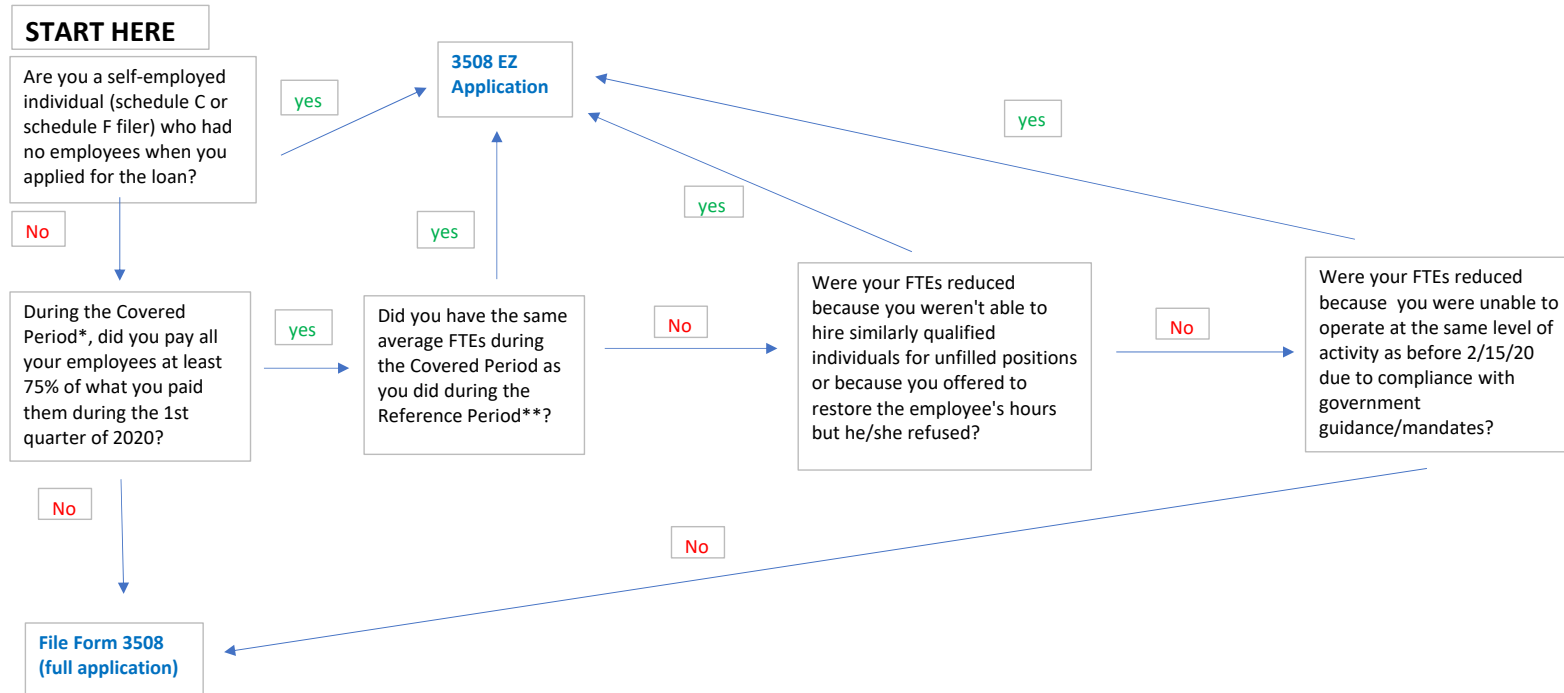 START HERE
Are you a self-employed
individual (schedule C or
schedule F filer) who had
no employees when you
applied for the loan?
yes
3508 EZ
Application
yes
No
yes
yes
During the Covered
Period*, did you pay all
your employees at least
75% of what you paid
them during the 1st
quarter of 2020?
yes
Did you have the same
average FTEs during
the Covered Period as
you did during the
Reference Period**?
No
Were your FTEs reduced
because you weren't able to
hire similarly qualified
individuals for unfilled positions
or because you offered to
restore the employee's hours
but he/she refused?
No
Were your FTEs reduced
because  you were unable to
operate at the same level of
activity as before 2/15/20
due to compliance with
government
guidance/mandates?
No
No
File Form 3508
(full application)